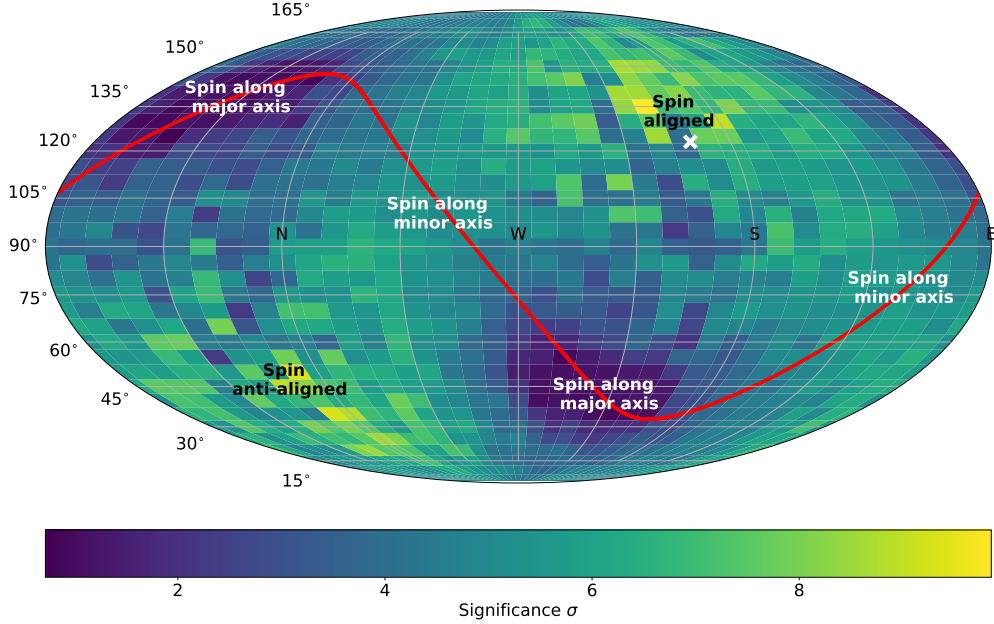 165°
150°
135°
120°
105°
90°
75°
60°
45°
30°
15°
Spin along
major axis
Spin
aligned
Spin along
minor axis
N
W
S
E
Spin along
minor axis
Spin
anti-aligned
Spin along
major axis
2
4
6
8
Significance σ